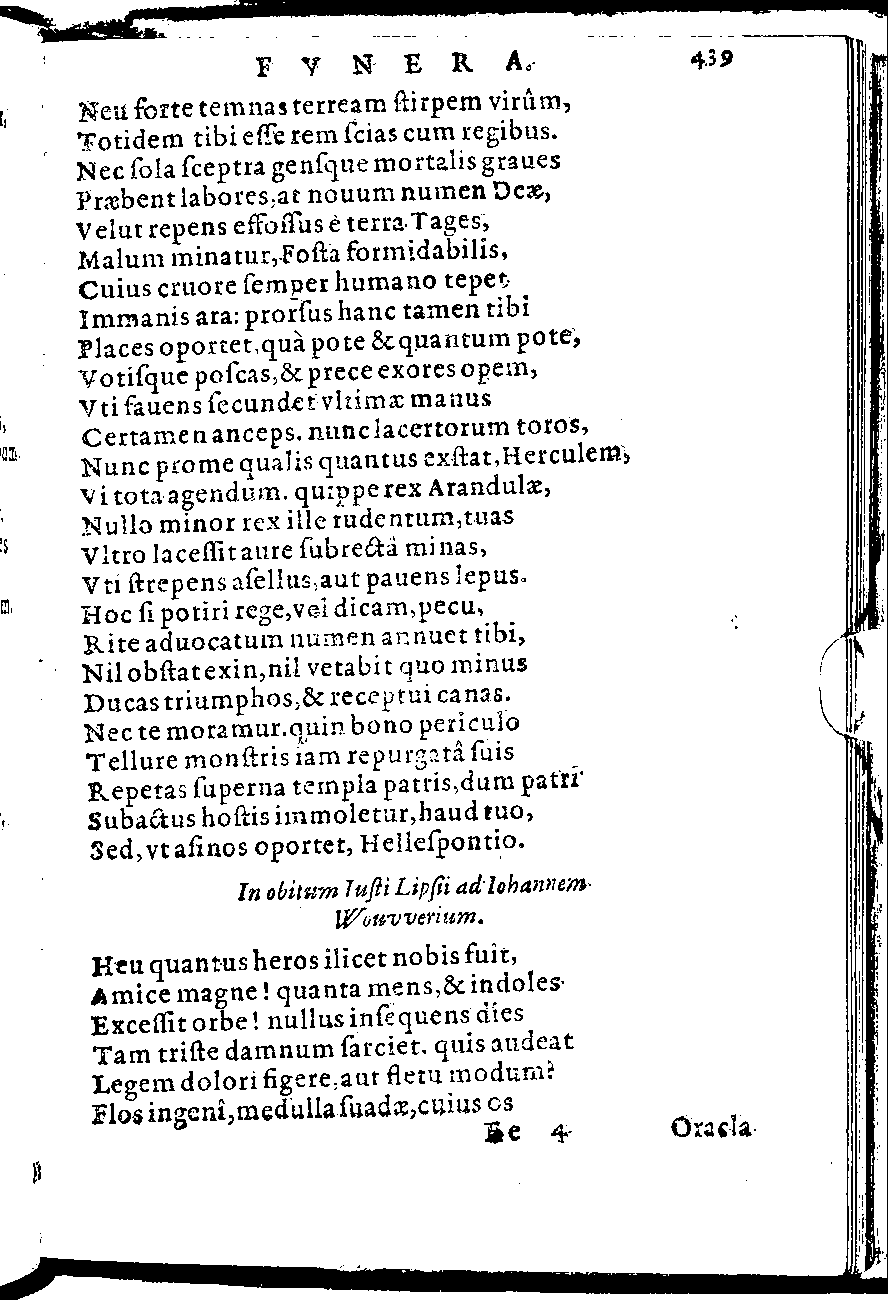 FVNERA. 439
Neu forte temnas terream ſtirpem virûm,
Totidem tibi eſſe rem ſcias cum regibus.
Nec ſola ſceptra genſque mortalis graues
Præbent labores, at nouum numen Deæ,
Velut repens effoſſus è terra Tages,
Malum minatur, Foſta formidabilis,
Cuius cruore ſemper humano tepet
Immanis ara: prorſus hanc tamen tibi
Places oportet, quà pote & quantum pote,
Votiſque poſcas, & prece exores opem,
Vti fauens ſecundet vltimæ manus
Certamen anceps. nunc lacertorum toros,
Nunc prome qualis quantus exſtat, Herculem,
Vi tota agendum. quippe rex Arandulæ,
Nullo minor rex ille rudentum, tuas
Vltro laceſſit aure ſubrectâ minas,
Vti ſtrepens aſellus, aut pauens lepus.
Hoc ſi potiri rege, vel dicam, pecu,
Rite aduocatum numen annuet tibi,
Nil obſtat exin, nil vetabit quo minus
Ducas triumphos, & receptui canas.
Nec te moramur. quin bono periculo
Tellure monſtris iam repurgatâ ſuis
Repetas ſuperna templa patris, dum patri
Subactus hoſtis immoletur, haud tuo,
Sed, vt aſinos oportet, Helleſpontio.
In obitum Iuſti Lipſii ad Iohannem
Wouvverium.
Heu quantus heros ilicet nobis fuit,
Amice magne! quanta mens, & indoles
Exceſſit orbe! nullus inſequens dies
Tam triſte damnum ſarciet. quis audeat
Legem dolori figere, aut fletu modum?
Flos ingenî, medulla ſuadæ, cuius os
Ee 4 Oracla